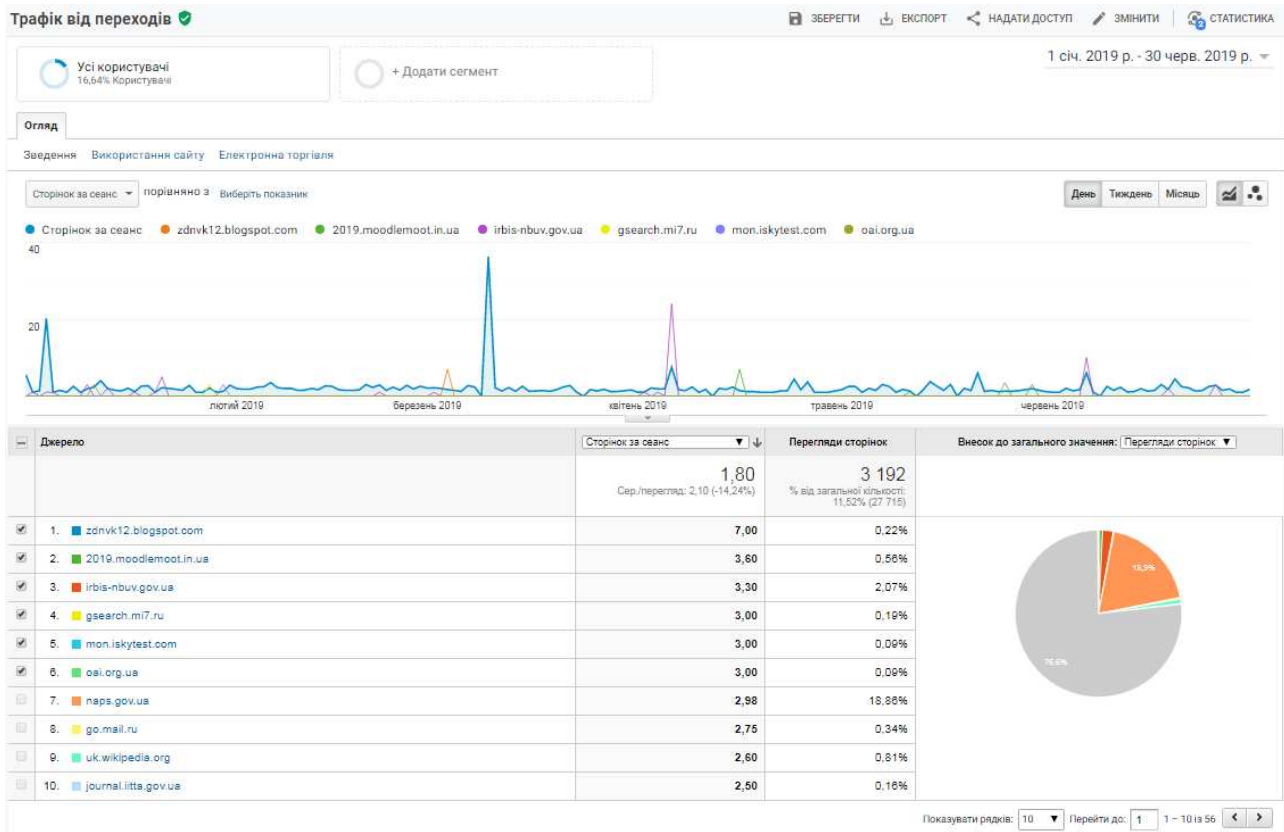 Трафік від переходів
ЗБЕРЕГТИ ЕКСПОРТ НАДАТИ ДОСТУП ЗМІНИТИ 2 СТАТИСТИКА
Усі користувачі
16,64% Користувачі
+ Додати сегмент
1 січ. 2019 р. - 30 черв. 2019 р.
Огляд
Зведення Використання сайту Електронна торгівля
Сторінок за сеанс порівняно з Виберіть показник
День Тиждень Місяць
Сторінок за сеанс zdnvk12.blogspot.com 2019.moodlemoot.in.ua irbis-nbuv.gov.ua gsearch.mi7.ru mon.iskytest.com oai.org.ua
40
20
лютий 2019 березень 2019 квітень 2019 травень 2019 червень 2019
Джерело Сторінок за сеанс Перегляди сторінок Внесок до загального значення: Перегляди сторінок
1,80 3 192
Сер./перегляд: 2,10 (-14,24%) % від загальної кількості:
11,52% (27 715)
1. zdnvk12.blogspot.com 7,00 0,22%
2. 2019.moodlemoot.in.ua 3,60 0,56%
3. irbis-nbuv.gov.ua 3,30 2,07%
4. gsearch.mi7.ru 3,00 0,19%
5. mon.iskytest.com 3,00 0,09%
6. oai.org.ua 3,00 0,09%
7. naps.gov.ua 2,98 18,86%
8. go.mail.ru 2,75 0,34%
9. uk.wikipedia.org 2,60 0,81%
10. journal.iitta.gov.ua 2,50 0,16%
18,9%
76,6%
Показувати рядків: 10 Перейти до: 1 1 – 10 із 56